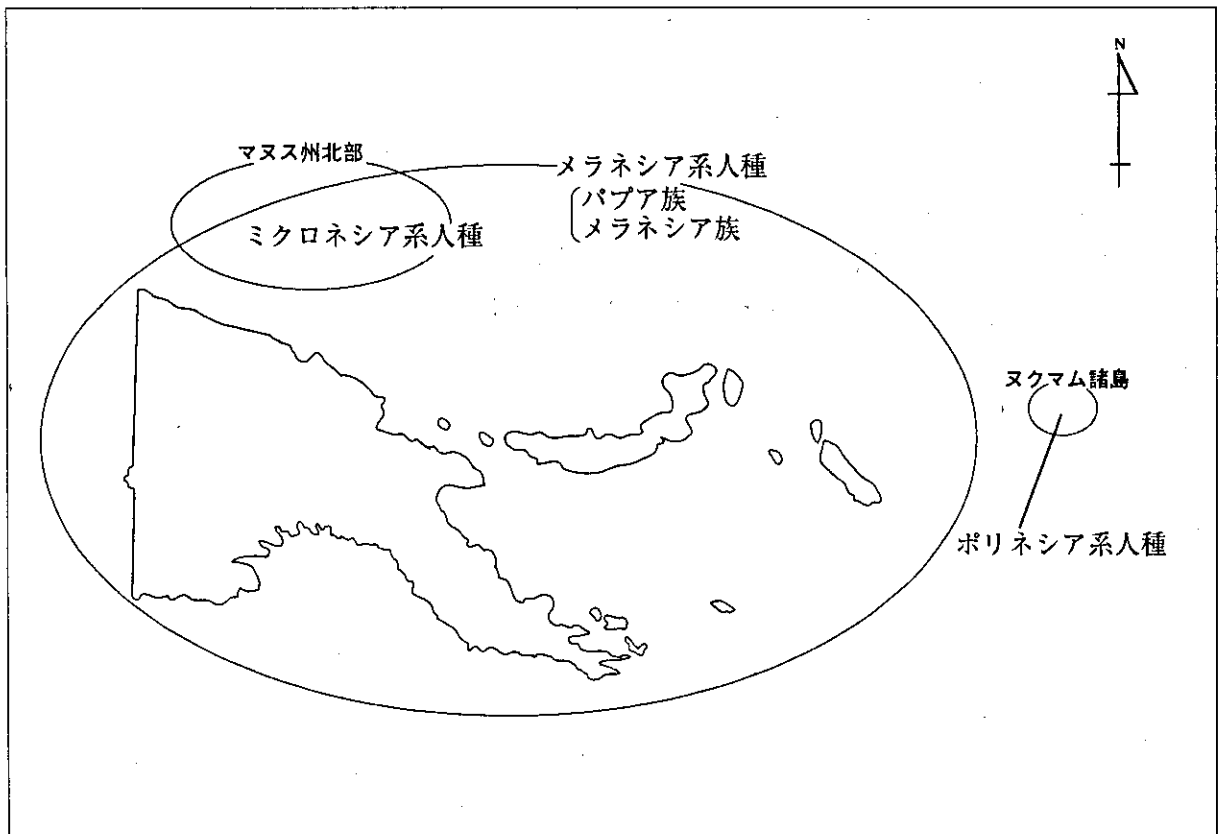 N
マヌス州北部
メラネシア系人種
パプア族
メラネシア族
ミクロネシア系人種
ヌクマム諸島
ポリネシア系人種